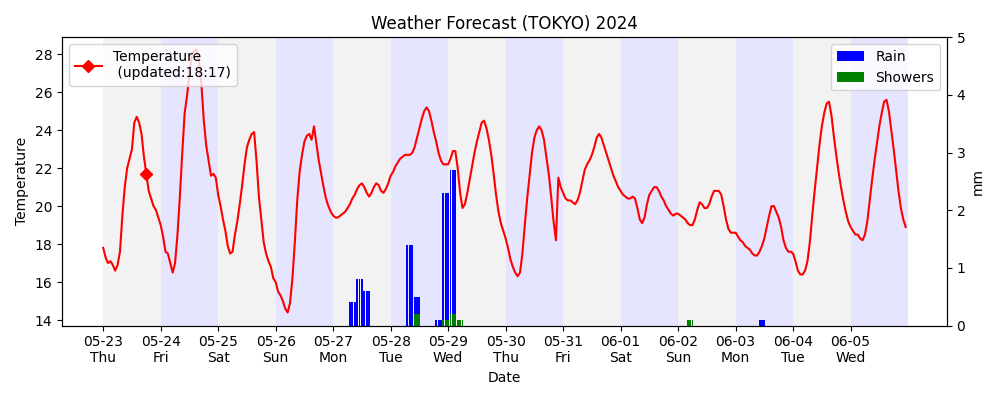 Weather Forecast (TOKYO) 2024
Temperature
(updated:18:17)
Rain
Showers
Temperature
28
26
24
22
20
18
16
14
5
4
3
2
1
0
mm
05-23 05-24 05-25 05-26 05-27 05-28 05-29 05-30 05-31 06-01 06-02 06-03 06-04 06-05
Thu Fri Sat Sun Mon Tue Wed Thu Fri Sat Sun Mon Tue Wed
Date